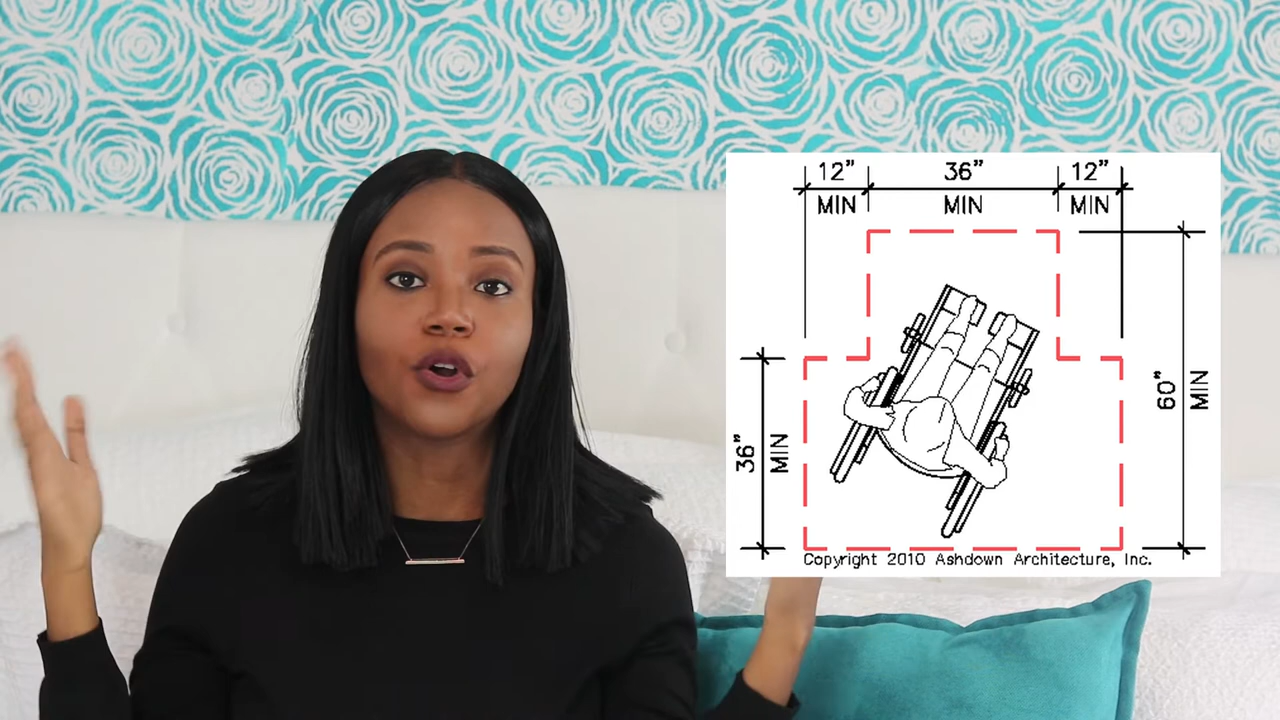 12” 36” 12”
MIN MIN MIN
60” MIN
36” MIN
Copyright 2010 Ashdown Architecture, Inc.